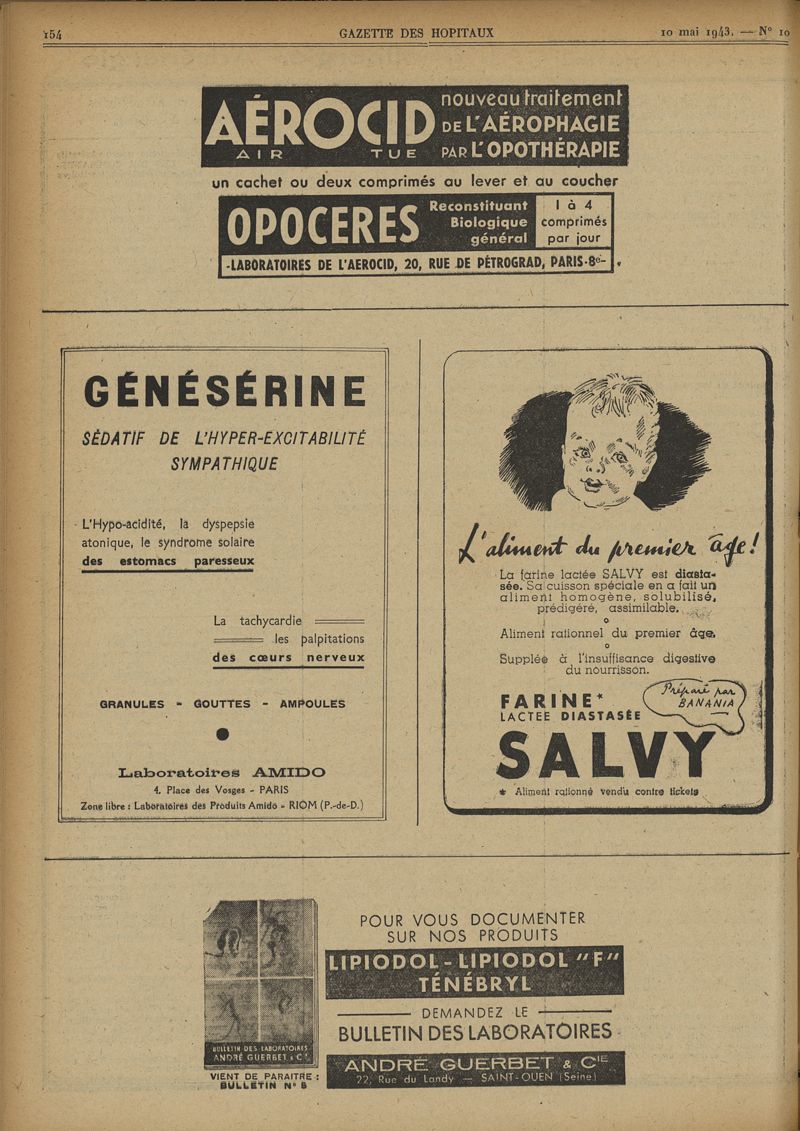 154
GAZETTE DES HOPITAUX
10 mai 1943. — N° 10
AÉROCID
AIR TUE
nouveau traitement
DE L'AÉROPHAGIE
PAR L'OPOTHÉRAPIE
un cachet ou deux comprimés au lever et au coucher
OPOCERES
Reconstituant
Biologique
général
1 à 4
comprimés
par jour
-LABORATOIRES DE L'AEROCID, 20, RUE DE PÉTROGRAD, PARIS-8e-
GÉNÉSÉRINE
SÉDATIF DE L'HYPER-EXCITABILITÉ
SYMPATHIQUE
L'Hypo-acidité, la dyspepsie
atonique, le syndrome solaire
des estomacs paresseux
La tachycardie
les palpitations
des cœurs nerveux
GRANULES - GOUTTES - AMPOULES
Laboratoires AMIDO
4, Place des Vosges - PARIS
Zone libre : Laboratoires des Produits Amido - RIOM (P.-de-D.)
L'aliment du premier âge!
La farine lactée SALVY est diasta-
sée. Sa cuisson spéciale en a fait un
aliment homogène, solubilisé,
prédigéré, assimilable.
Aliment rationnel du premier âge.
Supplée à l'insuffisance digestive
du nourrisson.
FARINE*
LACTEE DIASTASÉE
Préparé par
BANANIA
SALVY
* Aliment rationné vendu contre tickets
BULLETIN DES LABORATOIRES
ANDRÉ GUERBET & Cie
VIENT DE PARAITRE :
BULLETIN N°
POUR VOUS DOCUMENTER
SUR NOS PRODUITS
LIPIODOL - LIPIODOL "F"
TÉNÉBRYL
DEMANDEZ LE
BULLETIN DES LABORATOIRES
ANDRÉ GUERBET & CIE
22, Rue du Landy — SAINT-OUEN (Seine)